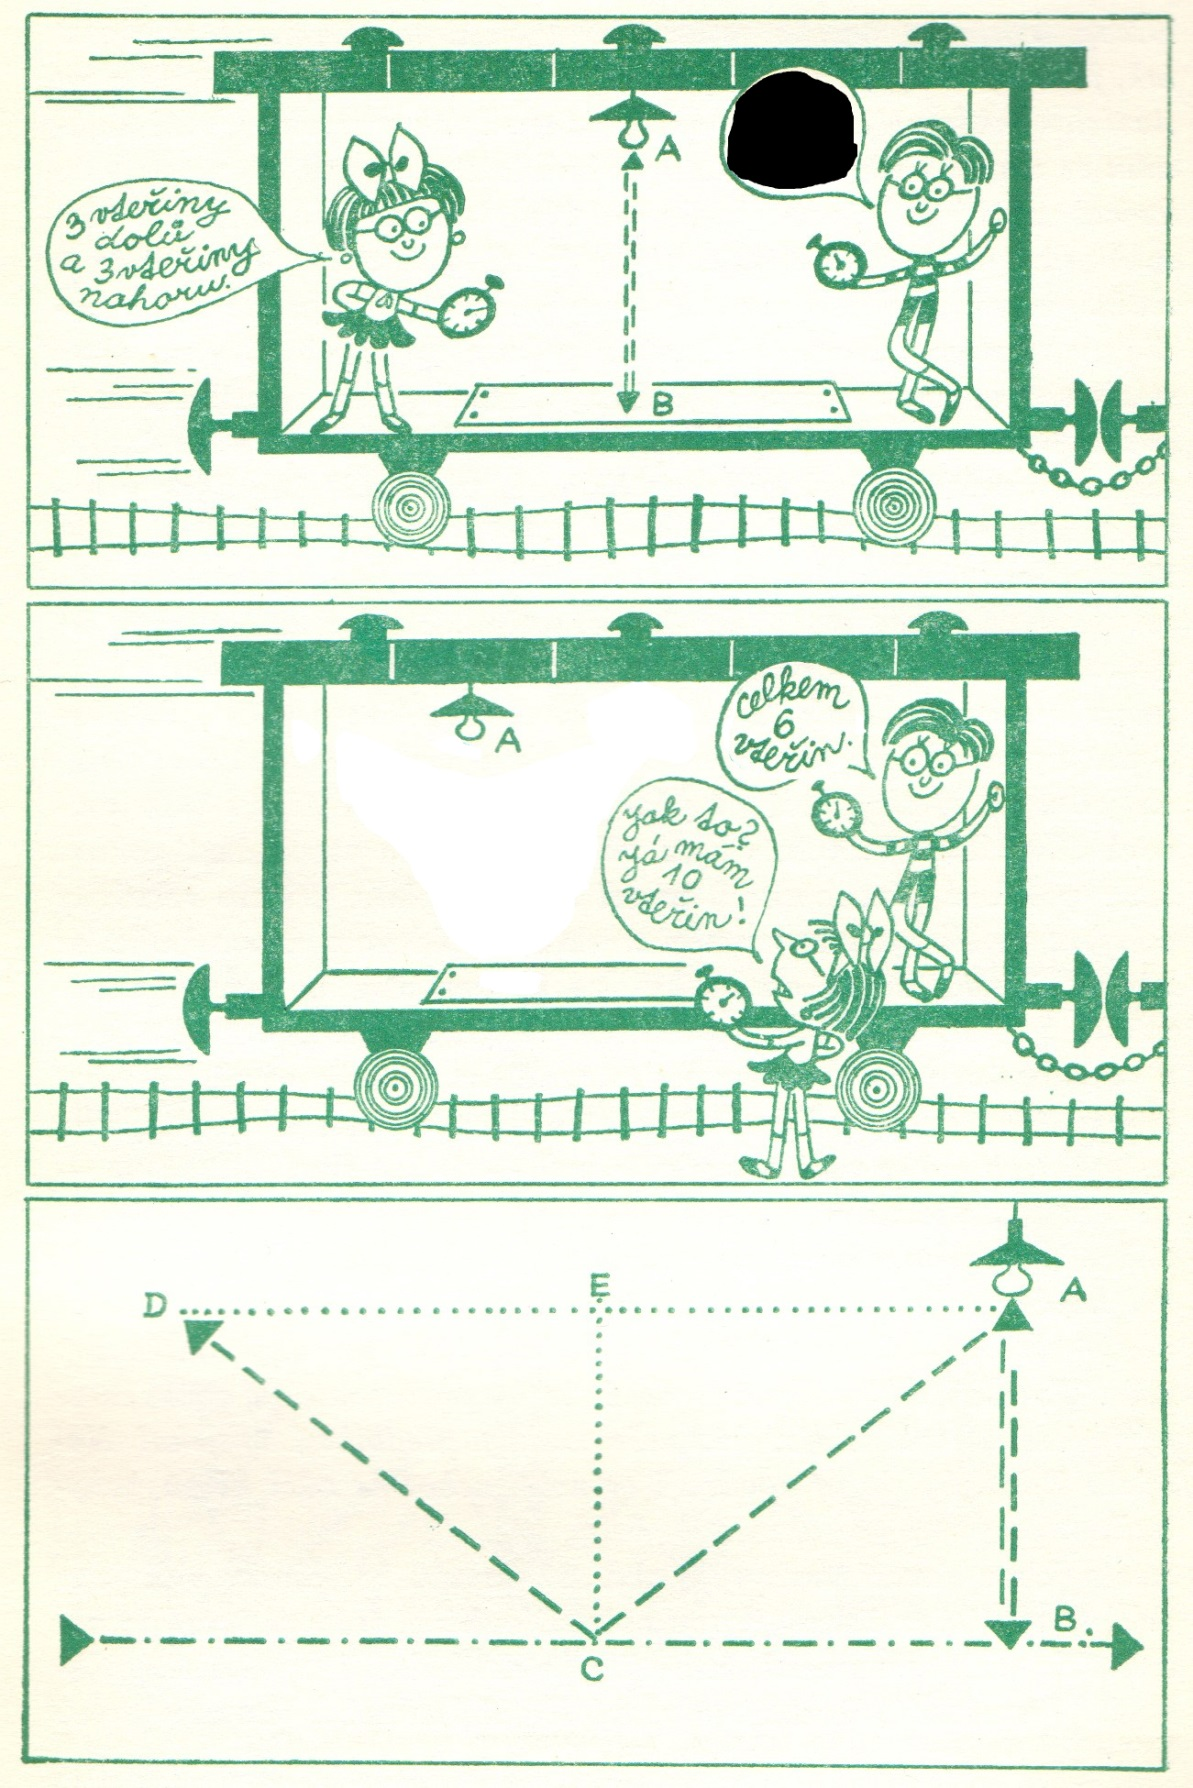 3 vteřiny
dolů
a 3 vteřiny
nahoru.
A
B
celkem
6
vteřin.
A
jak to?
já mám
10
vteřin!
D
E
A
B.
C